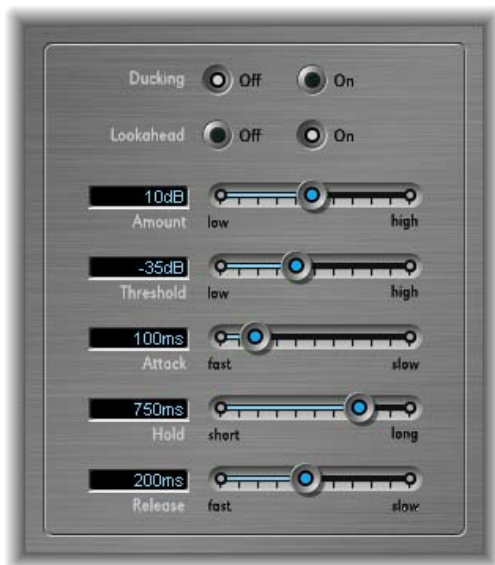 Ducking Off On
Lookahead Off On
10dB
Amount low high
-35dB
Threshold low high
100ms
Attack fast slow
750ms
Hold short long
200ms
Release fast slow